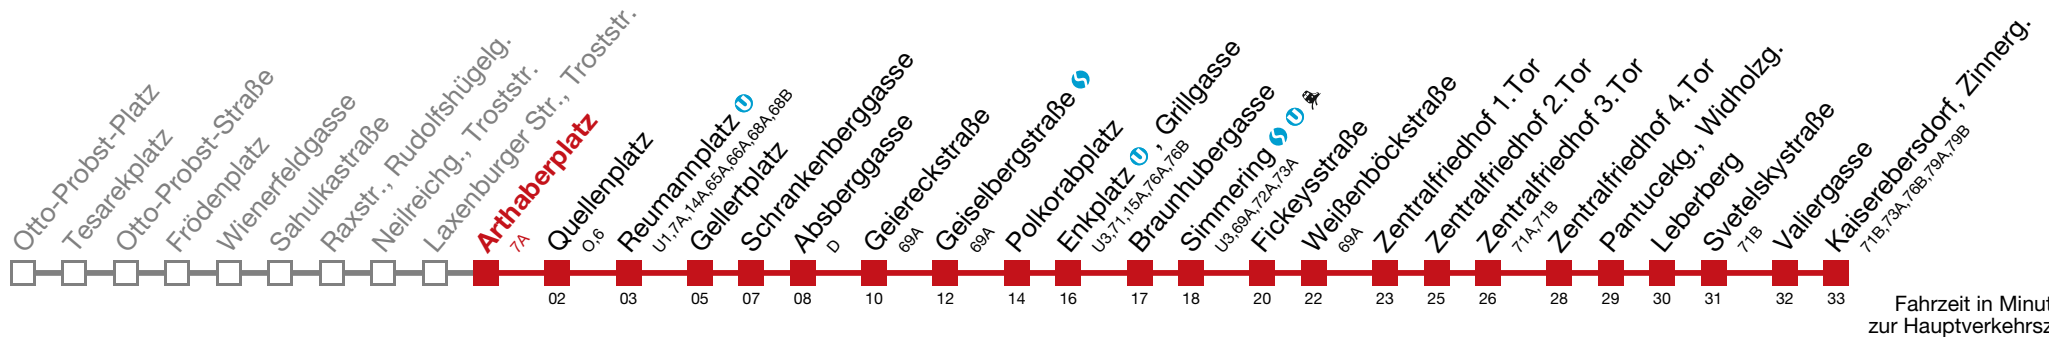 Otto-Probst-Platz
Tesarekplatz
Otto-Probst-Straße
Frödenplatz
Wienerfeldgasse
Sahulkastraße
Raxstr., Rudolfshügelg.
Neilreichg., Troststr.
Laxenburger Str., Troststr.
Arthaberplatz
7A
Quellenplatz
O,6
Reumannplatz U
U1,7A,14A,65A,66A,68A,68B
Gellertplatz
Schrankenberggasse
Absberggasse
D
Geiereckstraße
69A
Geiselbergstraße S
69A
Polkorabplatz
Enkplatz U , Grillgasse
U3,71,15A,76A,76B
Braunhubergasse
Simmering S U
U3,69A,72A,73A
Fickeysstraße
Weißenböckstraße
69A
Zentralfriedhof 1.Tor
Zentralfriedhof 2.Tor
Zentralfriedhof 3.Tor
71A,71B
Zentralfriedhof 4.Tor
Pantucekg., Widholzg.
Leberberg
Svetelskystraße
71B
Valiergasse
Kaiserebersdorf, Zinnerg.
71B,73A,76B,79A,79B
02 03 05 07 08 10 12 14 16 17 18 20 22 23 25 26 28 29 30 31 32 33
Fahrzeit in Minut
zur Hauptverkehrsz